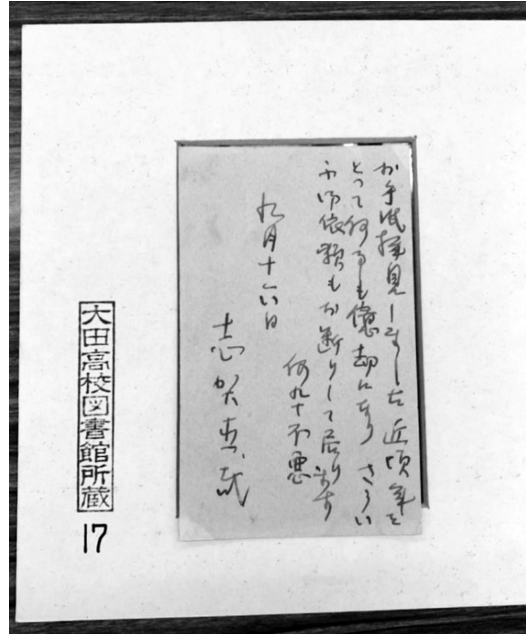 お手紙拝見しました 近頃年を
とつて何事も億劫になり さうい
ふ御依頼もお断りして居ります
何卒不悪
九月十六日
志賀直哉
大田高校図書館所蔵
17